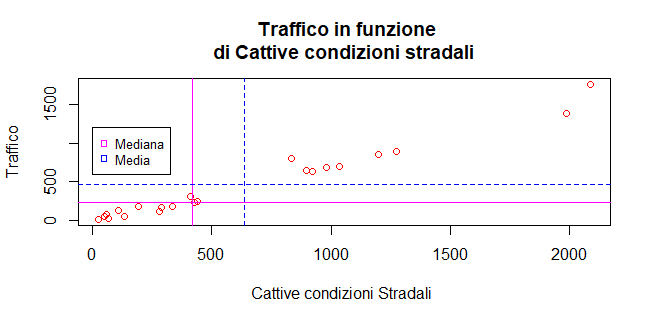 Traffico in funzione
di Cattive condizioni stradali
Traffico
1500
500
0
Mediana
Media
0
500
1000
1500
2000
Cattive condizioni Stradali